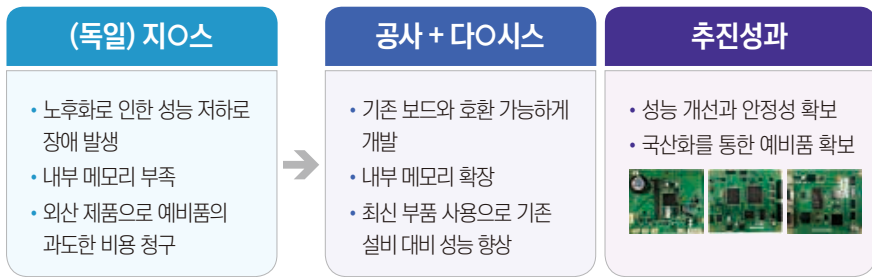 (독일) 지O스
• 노후화로 인한 성능 저하로
장애 발생
• 내부 메모리 부족
• 외산 제품으로 예비품의
과도한 비용 청구
공사 + 다O시스
• 기존 보드와 호환 가능하게
개발
• 내부 메모리 확장
• 최신 부품 사용으로 기존
설비 대비 성능 향상
추진성과
• 성능 개선과 안정성 확보
• 국산화를 통한 예비품 확보